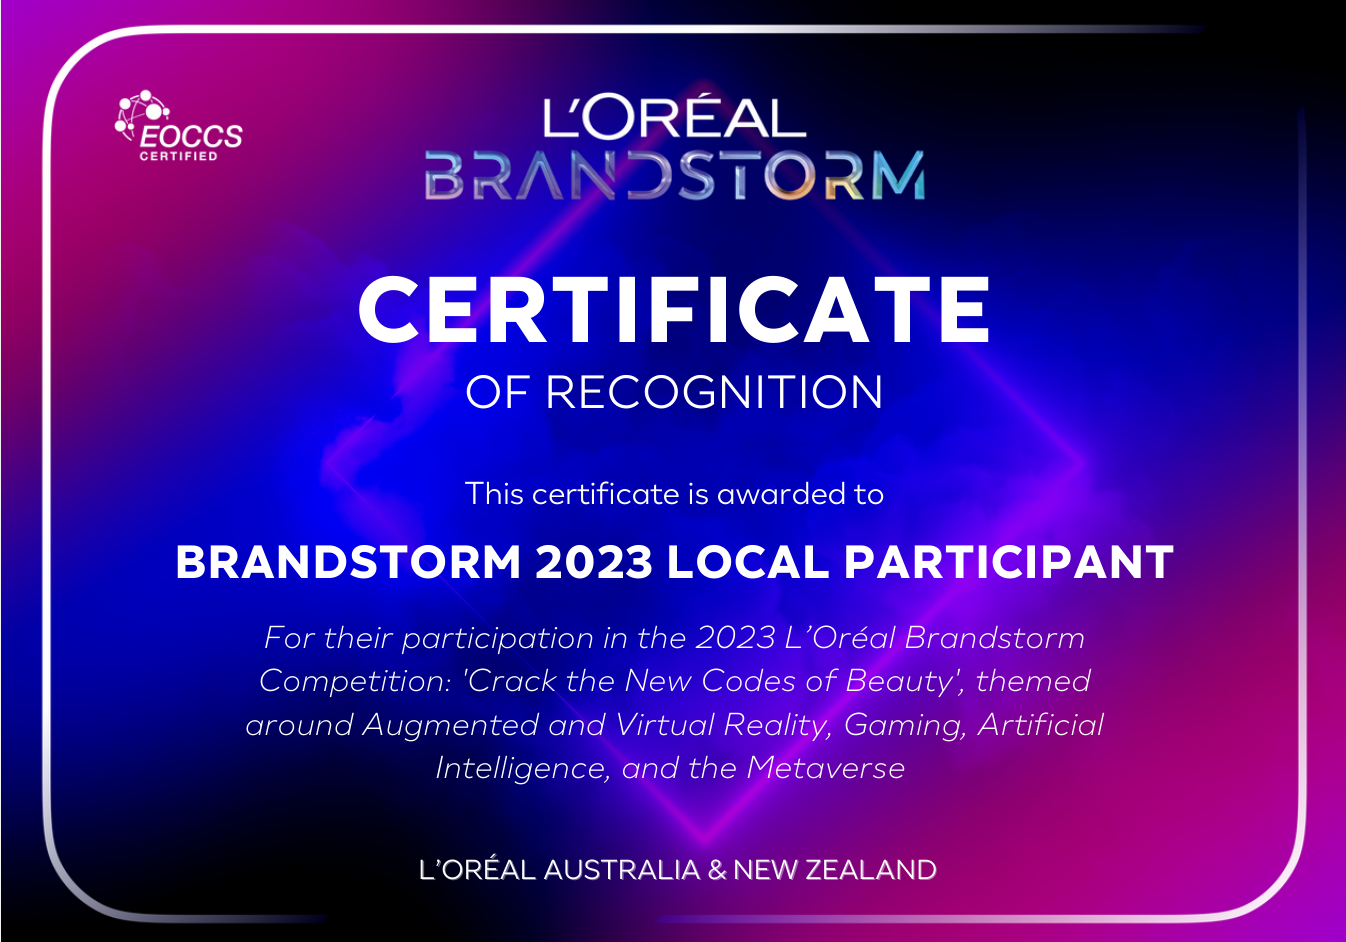 EOCCS
CERTIFIED
L'ORÉAL
BRANDSTORM
CERTIFICATE
OF RECOGNITION
This certificate is awarded to
BRANDSTORM 2023 LOCAL PARTICIPANT
For their participation in the 2023 L’Oréal Brandstorm
Competition: 'Crack the New Codes of Beauty', themed
around Augmented and Virtual Reality, Gaming, Artificial
Intelligence, and the Metaverse
L’ORÉAL AUSTRALIA & NEW ZEALAND